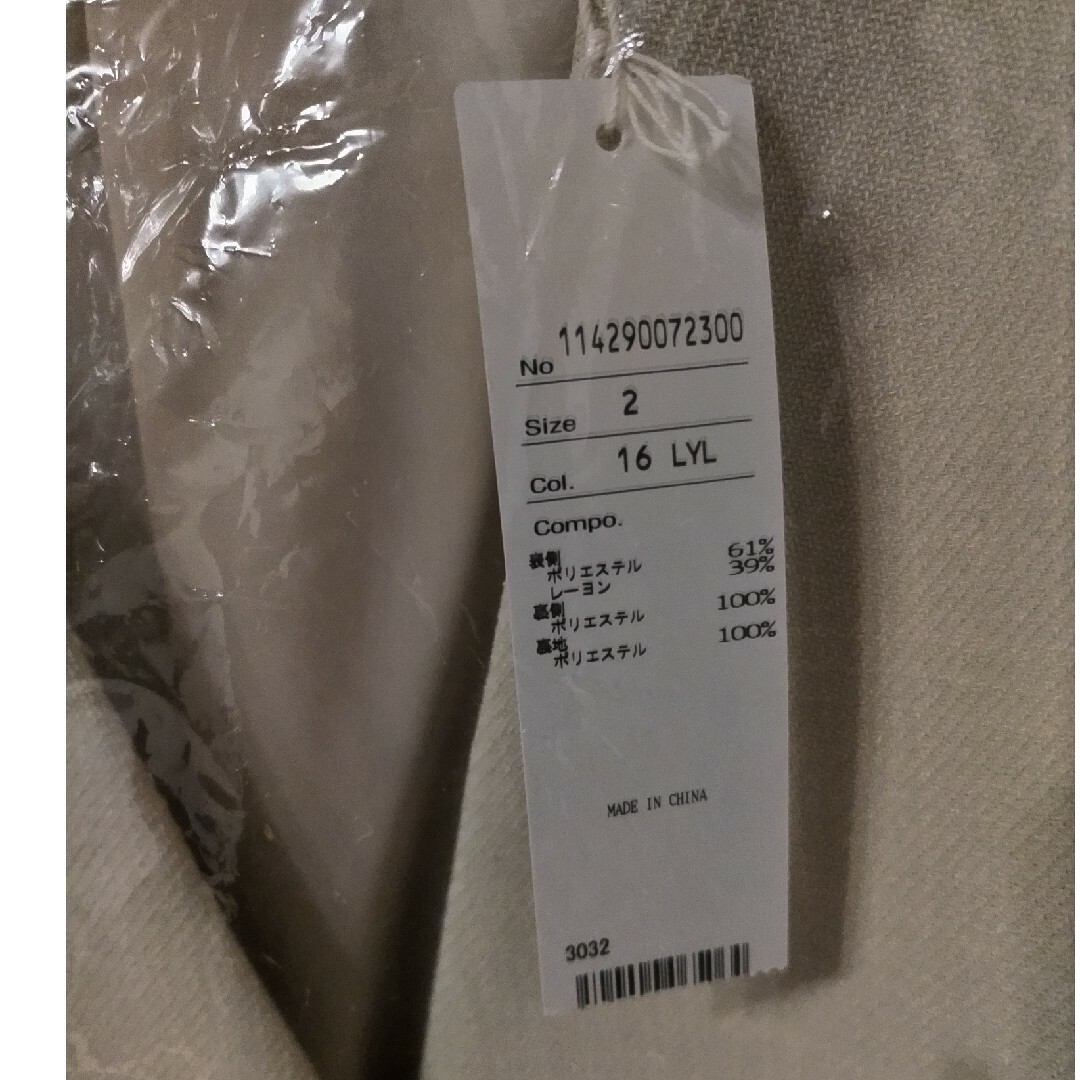 No 114290072300
Size 2
Col. 16 LYL
Compo.
表側
ポリエステル 61%
レーヨン 39%
裏側
ポリエステル 100%
裏地
ポリエステル 100%
MADE IN CHINA
3032